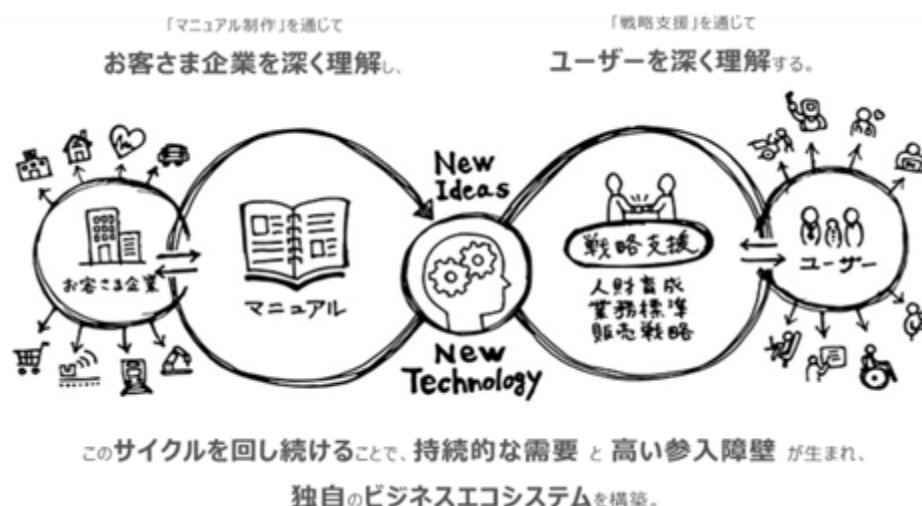 「マニュアル制作」を通じて
お客さま企業を深く理解し、
「戦略支援」を通じて
ユーザーを深く理解する。
お客さま企業
マニュアル
New
Ideas
New
Technology
戦略支援
人財育成
業務標準
販売戦略
ユーザー
このサイクルを回し続けることで、持続的な需要 と 高い参入障壁 が生まれ、
独自のビジネスエコシステムを構築。